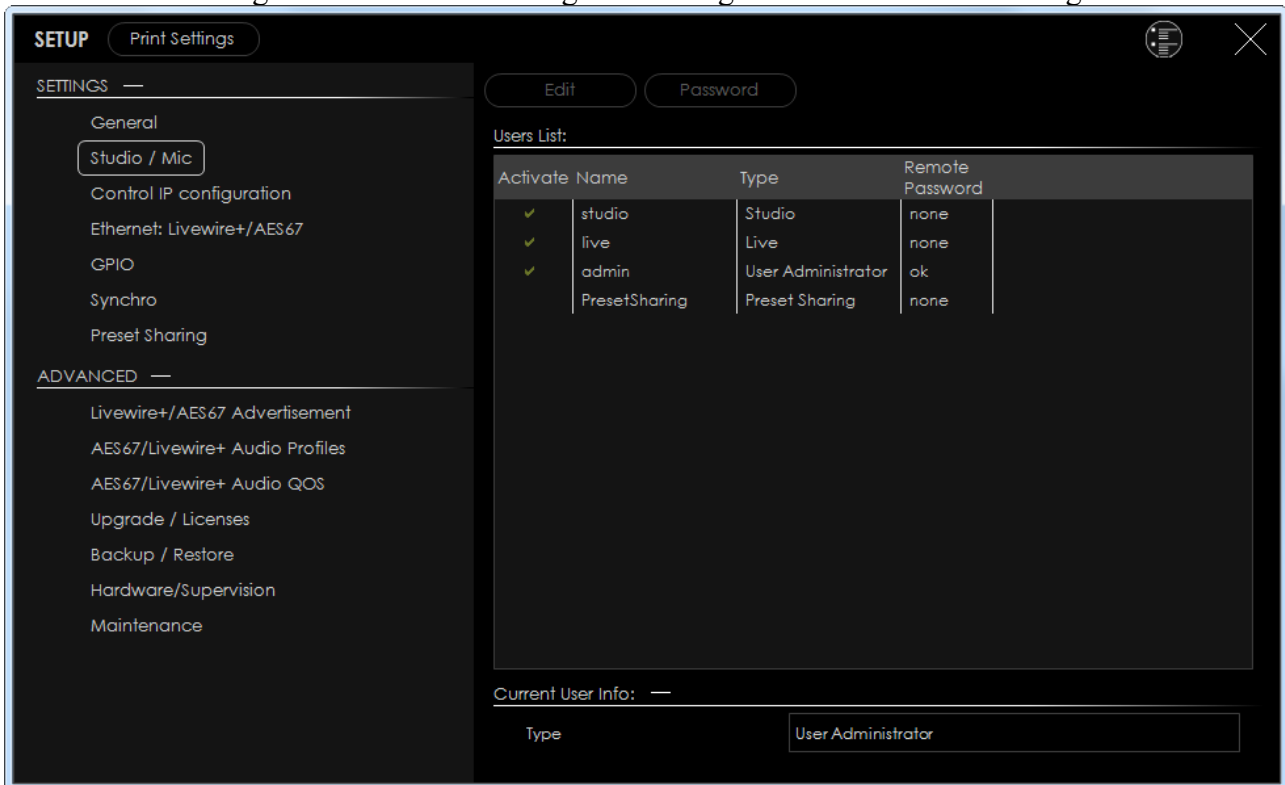 SETUP Print Settings
SETTINGS
General
Studio / Mic
Control IP configuration
Ethernet: Livewire+/AES67
GPIO
Synchro
Preset Sharing
ADVANCED
Livewire+/AES67 Advertisement
AES67/Livewire+ Audio Profiles
AES67/Livewire+ Audio QOS
Upgrade / Licenses
Backup / Restore
Hardware/Supervision
Maintenance
Edit Password
Users List:
Activate Name Type Remote Password
studio Studio none
live Live none
admin User Administrator ok
PresetSharing Preset Sharing none
Current User Info:
Type User Administrator